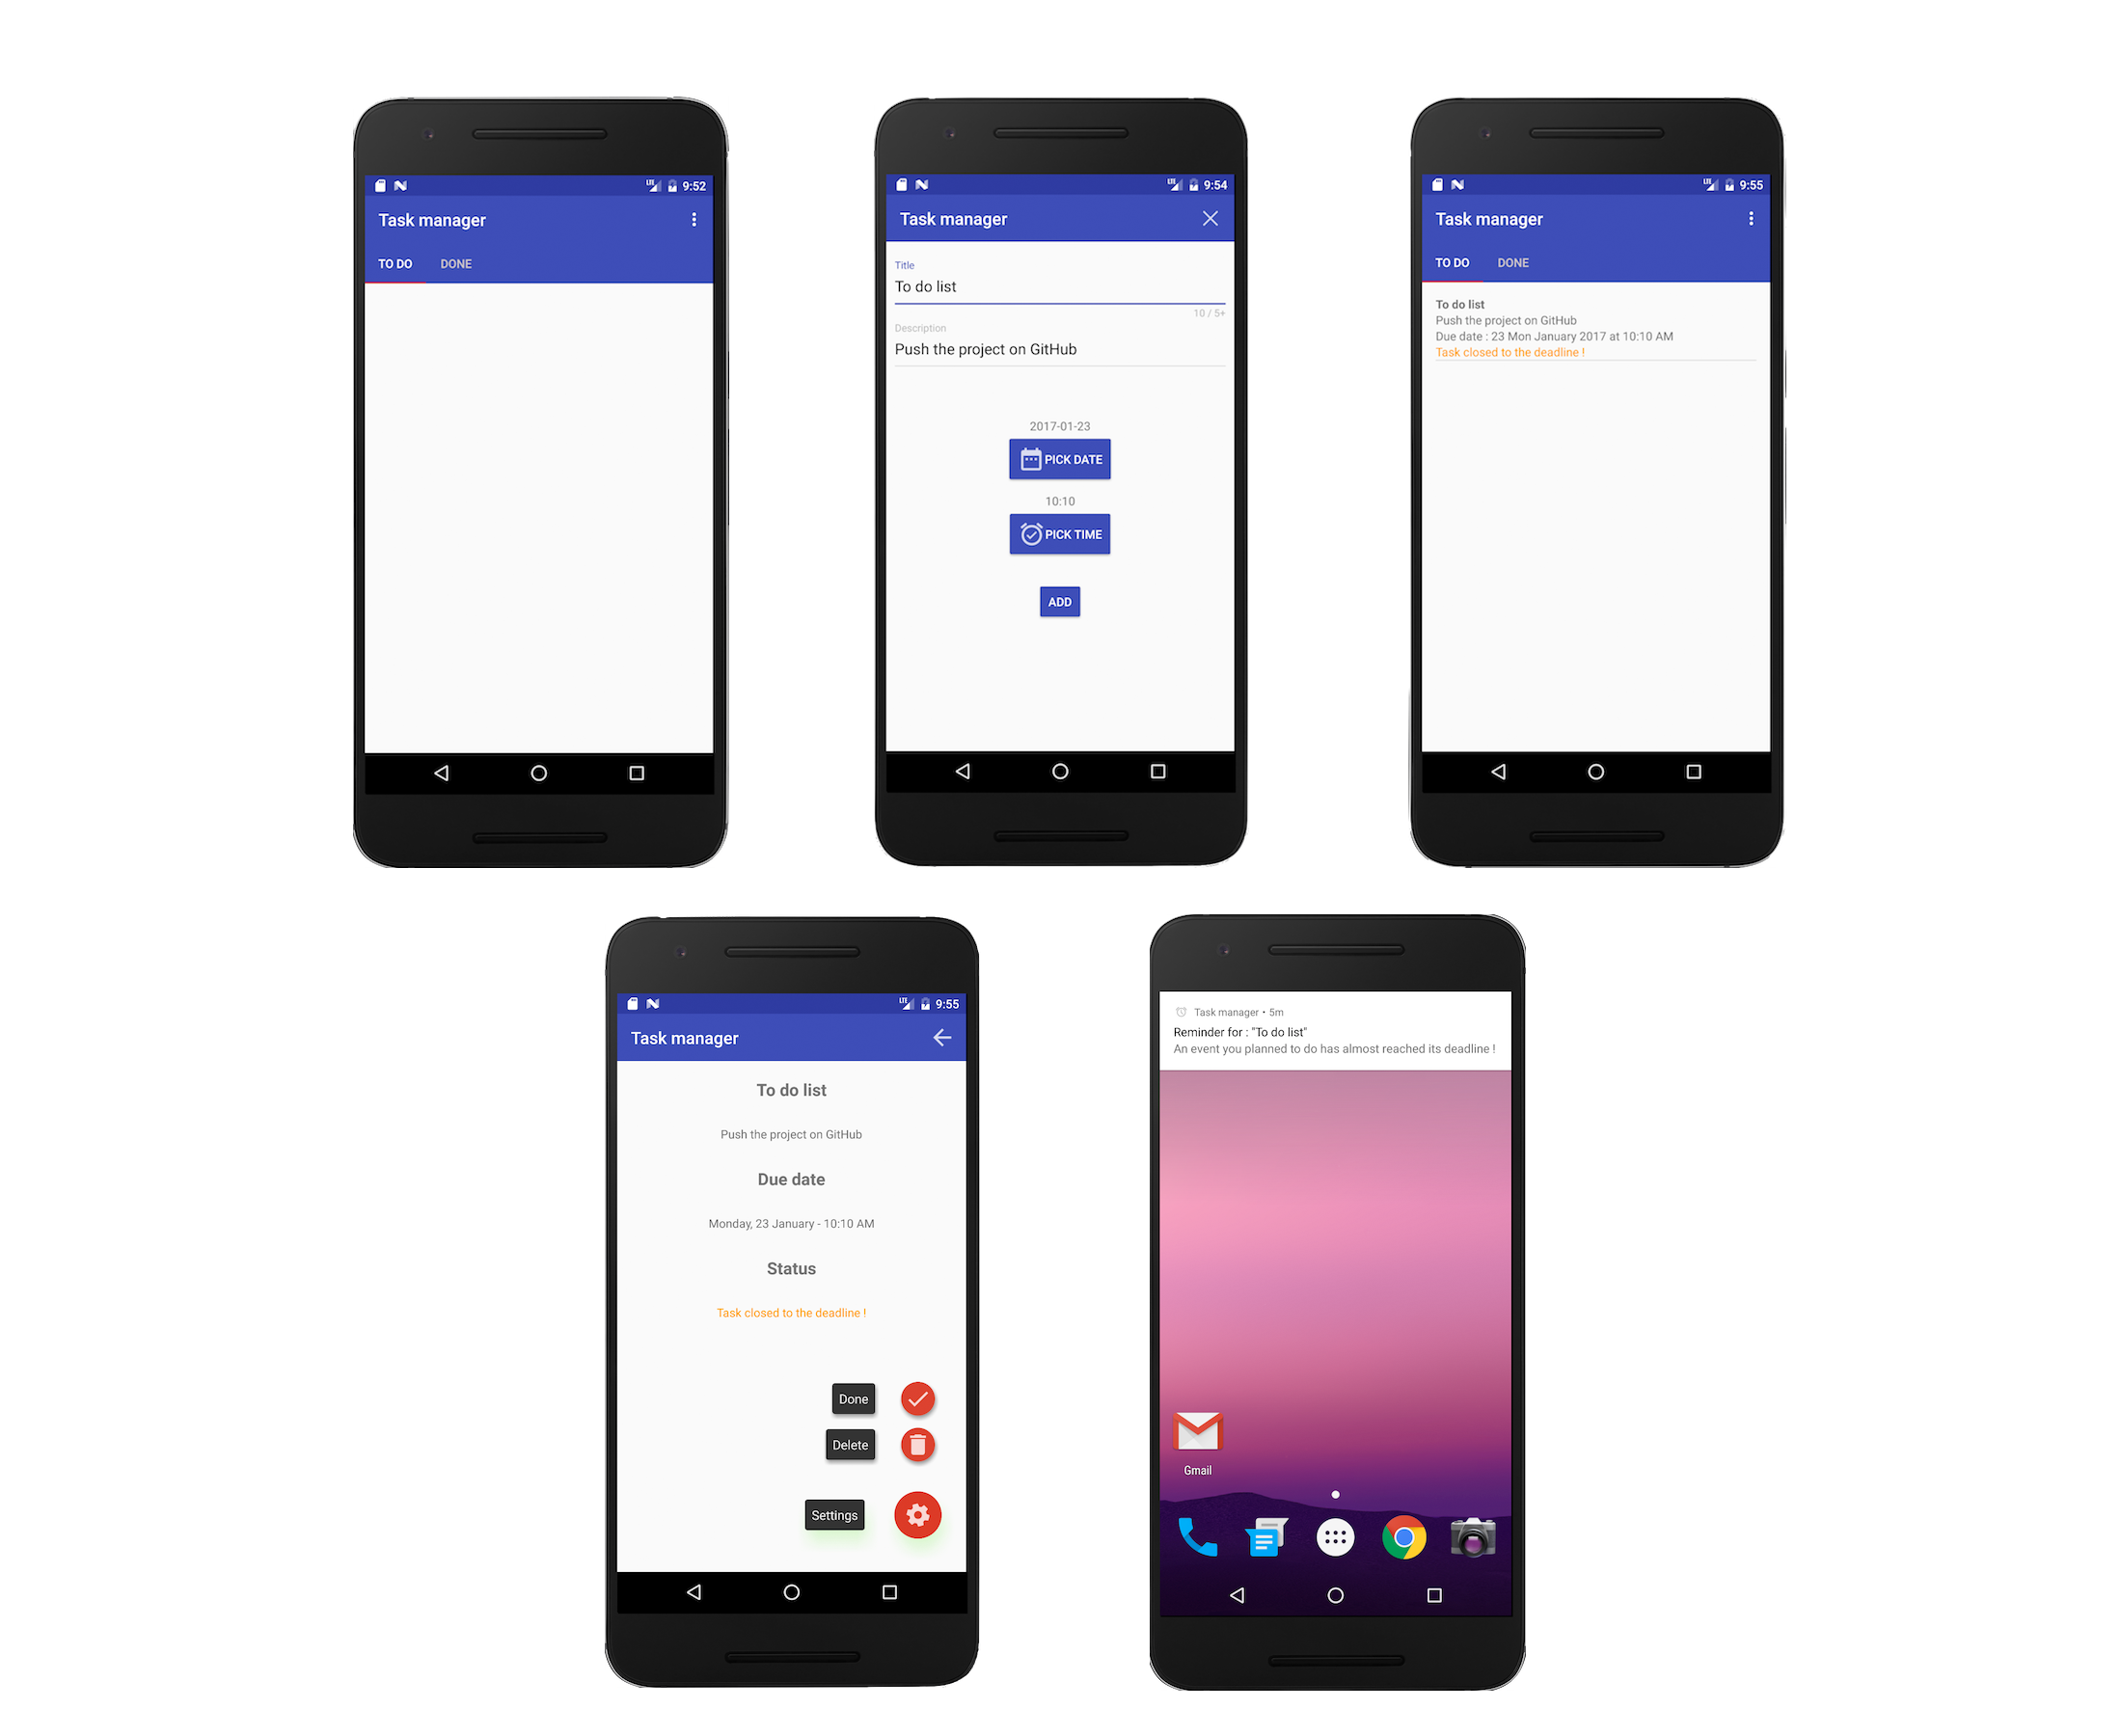 LTE 9:52
Task manager
TO DO DONE
LTE 9:54
Task manager
Title
To do list
10 / 5+
Description
Push the project on GitHub
2017-01-23
PICK DATE
10:10
PICK TIME
ADD
LTE 9:55
Task manager
TO DO DONE
To do list
Push the project on GitHub
Due date : 23 Mon January 2017 at 10:10 AM
Task closed to the deadline !
LTE 9:55
Task manager
To do list
Push the project on GitHub
Due date
Monday, 23 January - 10:10 AM
Status
Task closed to the deadline !
Done
Delete
Settings
Task manager • 5m
Reminder for : "To do list"
An event you planned to do has almost reached its deadline !
Gmail